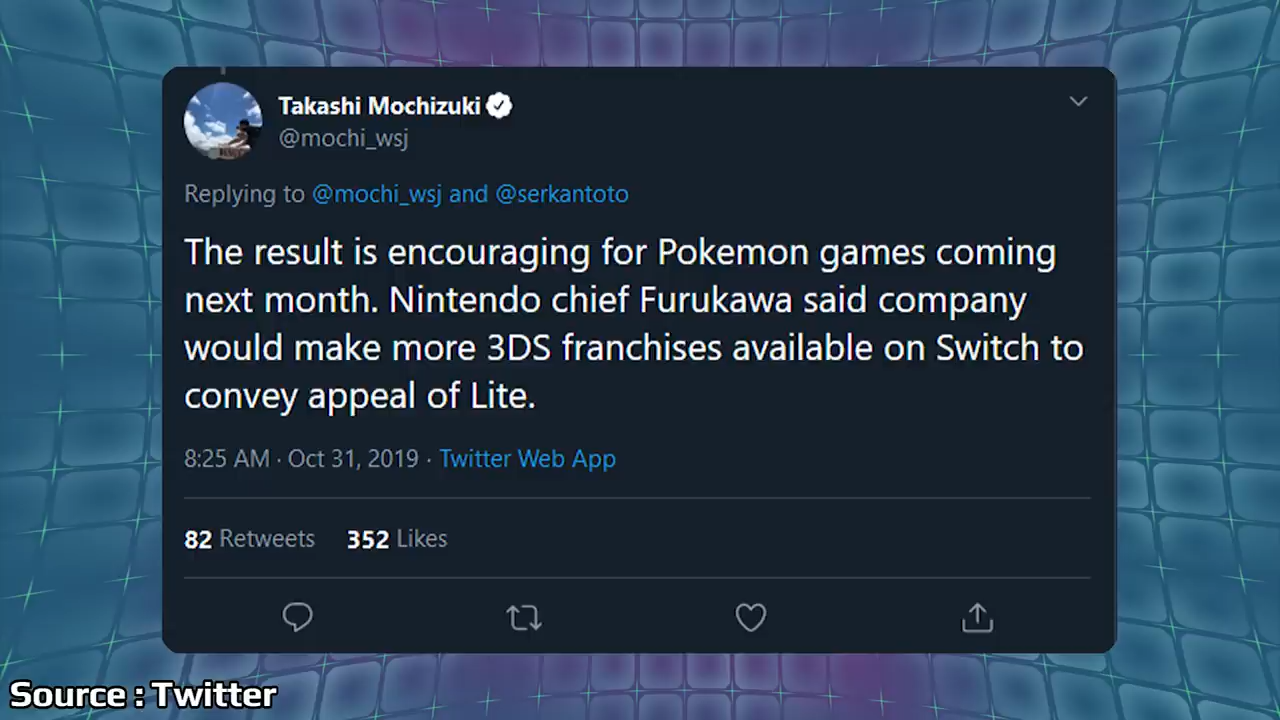 Takashi Mochizuki
@mochi_wsj
Replying to @mochi_wsj and @serkantoto
The result is encouraging for Pokemon games coming
next month. Nintendo chief Furukawa said company
would make more 3DS franchises available on Switch to
convey appeal of Lite.
8:25 AM · Oct 31, 2019 · Twitter Web App
82 Retweets 352 Likes
Source : Twitter